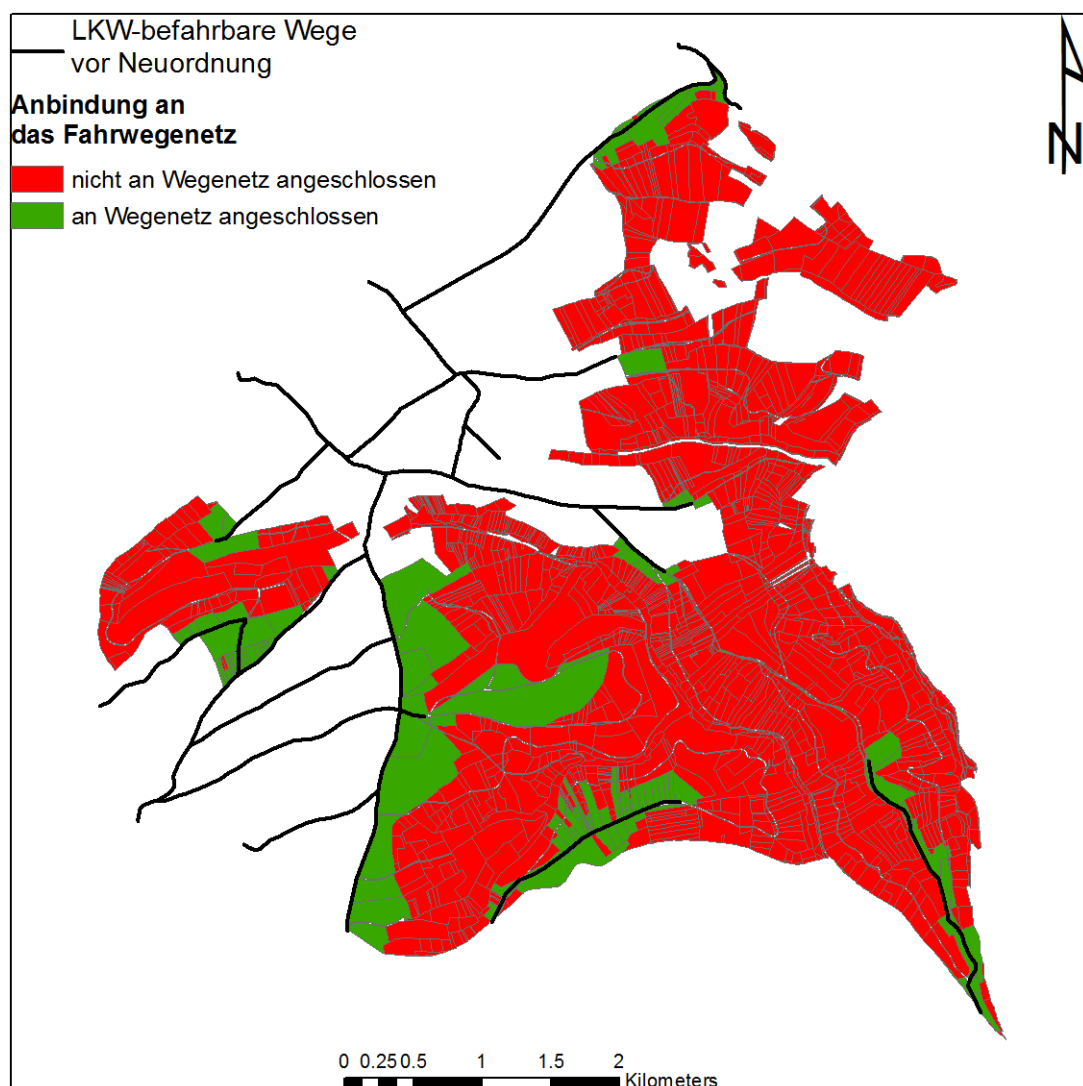 LKW-befahrbare Wege
vor Neuordnung
Anbindung an
das Fahrwegenetz
nicht an Wegenetz angeschlossen
an Wegenetz angeschlossen
N
0 0.25 0.5 1 1.5 2
Kilometers